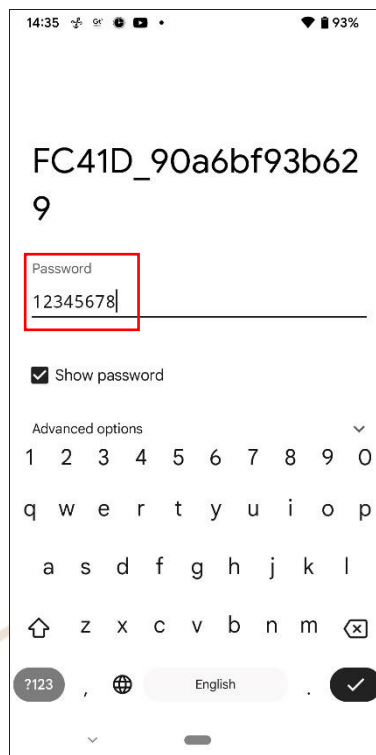 14:35 93%
FC41D_90a6bf93b62
9
Password
12345678
Show password
Advanced options
1 2 3 4 5 6 7 8 9 0
q w e r t y u i o p
a s d f g h j k l
z x c v b n m
?123 , English .